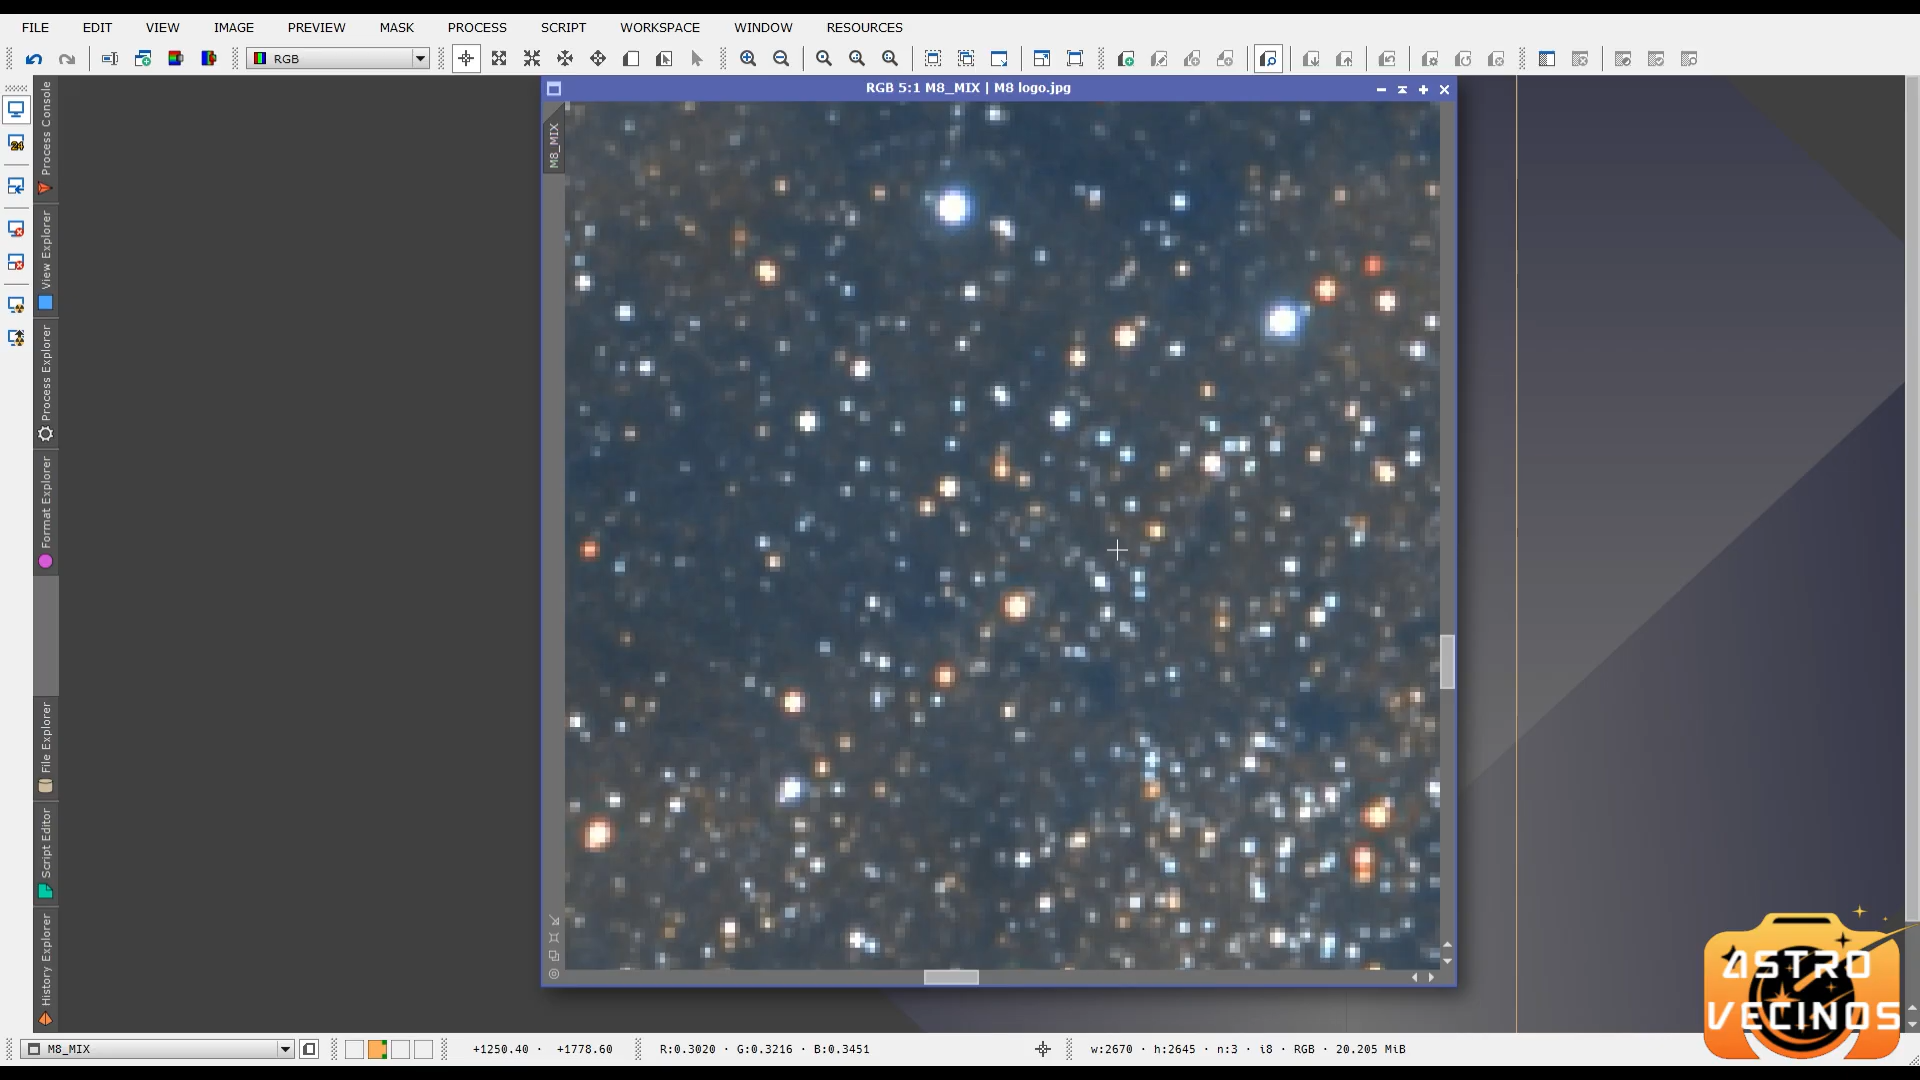 FILE EDIT VIEW IMAGE PREVIEW MASK PROCESS SCRIPT WORKSPACE WINDOW RESOURCES
RGB
RGB 5:1 M8_MIX | M8 logo.jpg
M8_MIX
24
Process Console
View Explorer
Process Explorer
Format Explorer
File Explorer
Script Editor
History Explorer
ASTRO
VECINOS
M8_MIX
+1250.40 · +1778.60
R:0.3020 · G:0.3216 · B:0.3451
w:2670 · h:2645 · n:3 · i8 · RGB · 20.205 MiB